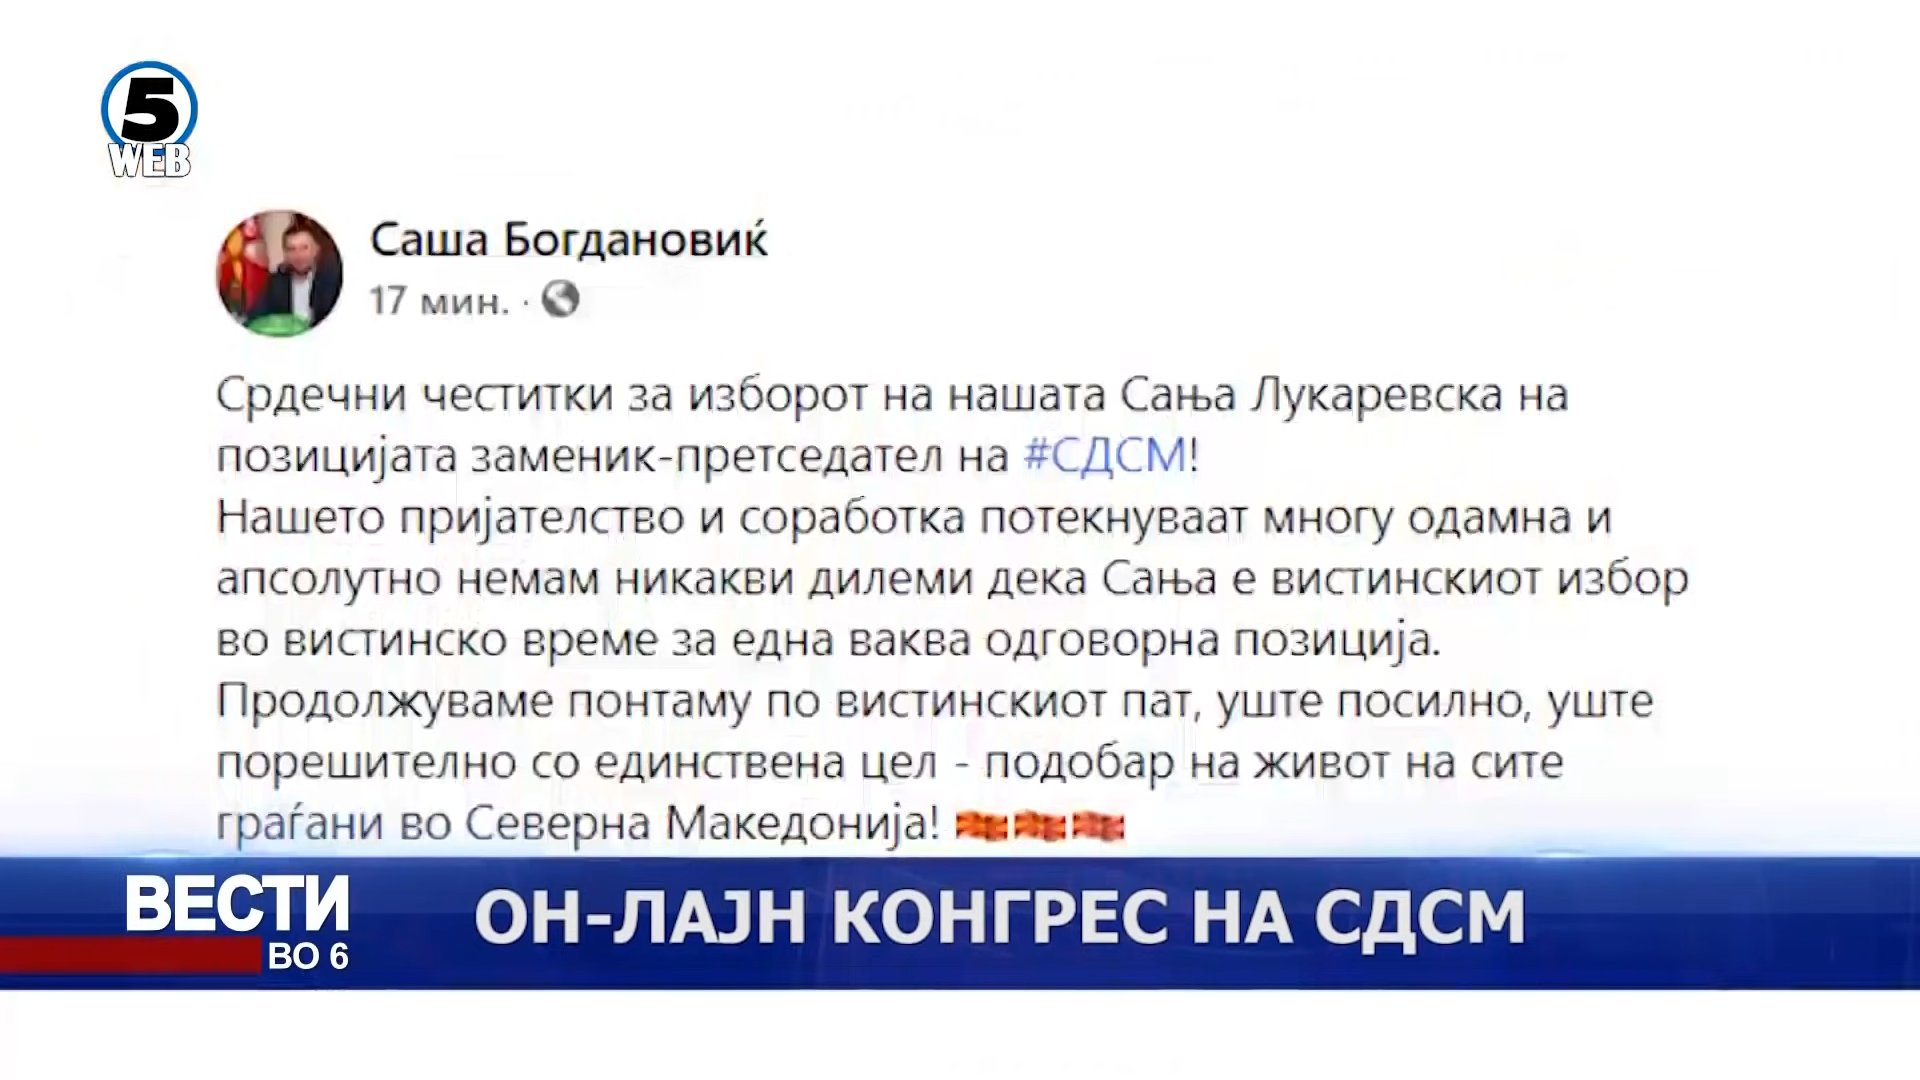 5
WEB
Саша Богдановиќ
17 мин. ·
Срдечни честитки за изборот на нашата Сања Лукаревска на
позицијата заменик-претседател на #СДСМ!
Нашето пријателство и соработка потекнуваат многу одамна и
апсолутно немам никакви дилеми дека Сања е вистинскиот избор
во вистинско време за една ваква одговорна позиција.
Продолжуваме понтаму по вистинскиот пат, уште посилно, уште
порешително со единствена цел - подобар на живот на сите
граѓани во Северна Македонија!
ВЕСТИ
ВО 6
ОН-ЛАЈН КОНГРЕС НА СДСМ